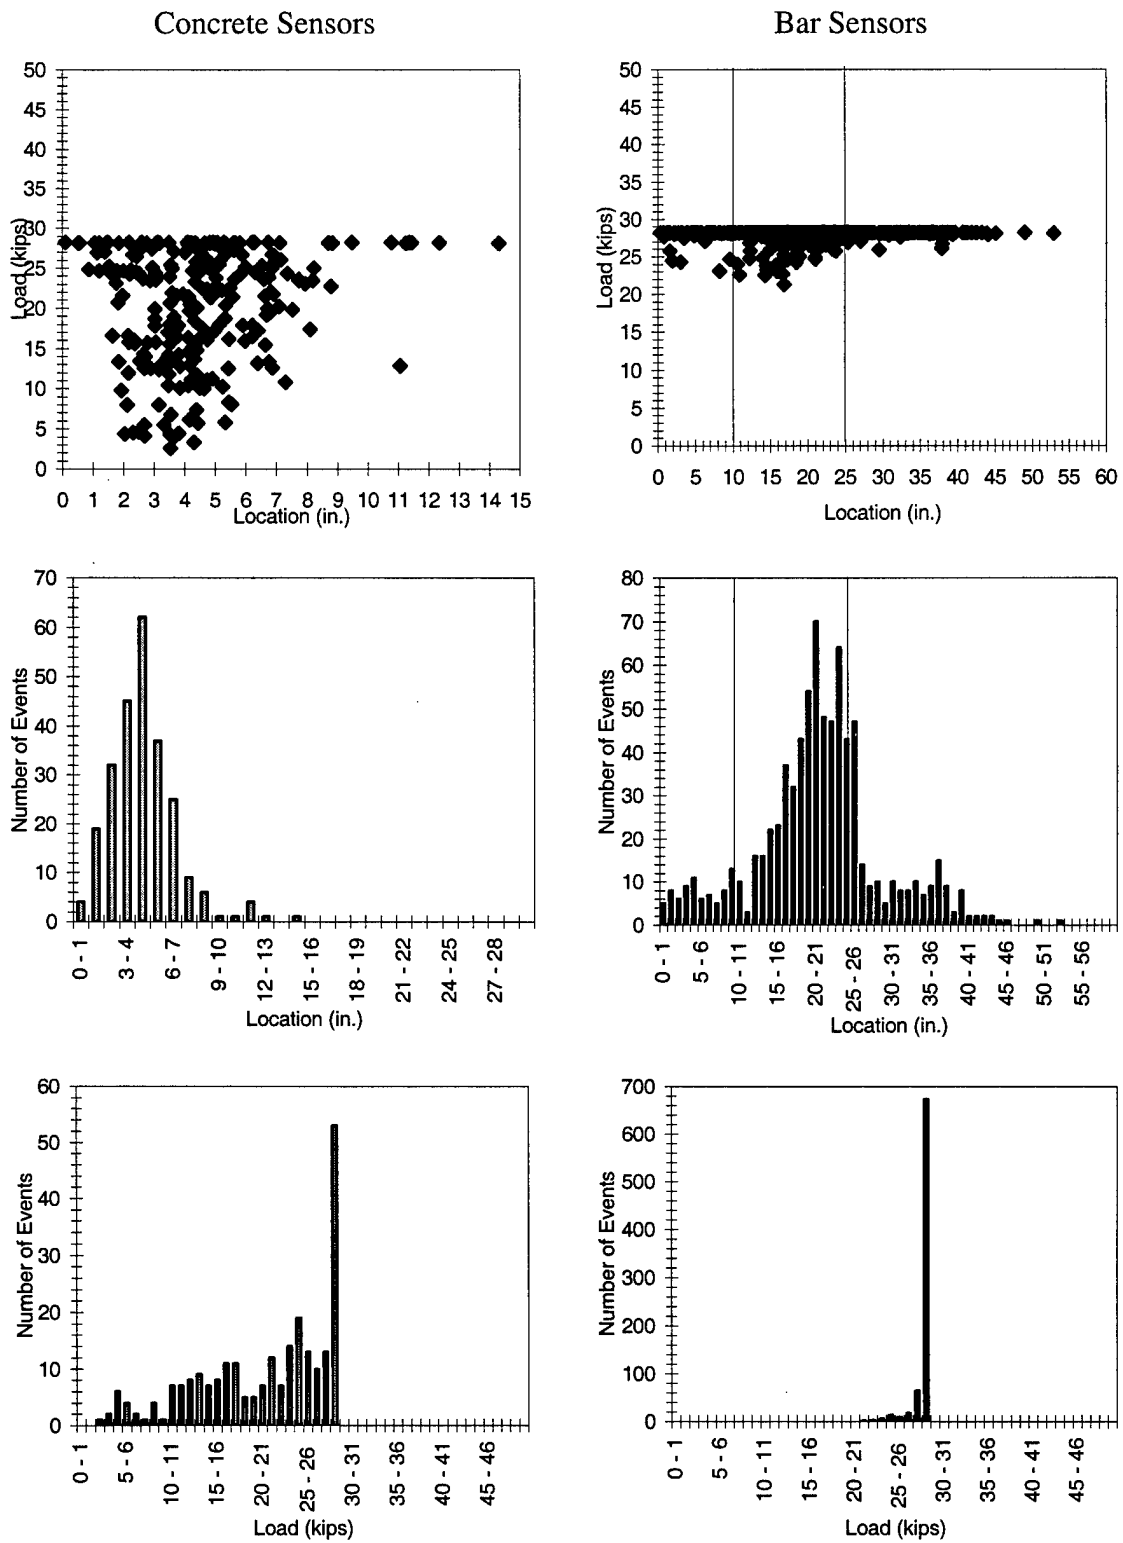 Concrete Sensors
Bar Sensors
50
45
40
35
30
25
20
15
10
5
0
Load (kips)
0 1 2 3 4 5 6 7 8 9 10 11 12 13 14 15
Location (in.)
50
45
40
35
30
25
20
15
10
5
0
Load (kips)
0 5 10 15 20 25 30 35 40 45 50 55 60
Location (in.)
70
60
50
40
30
20
10
0
Number of Events
0 - 1
3 - 4
6 - 7
9 - 10
12 - 13
15 - 16
18 - 19
21 - 22
24 - 25
27 - 28
Location (in.)
80
70
60
50
40
30
20
10
0
Number of Events
0 - 1
5 - 6
10 - 11
15 - 16
20 - 21
25 - 26
30 - 31
35 - 36
40 - 41
45 - 46
50 - 51
55 - 56
Location (in.)
60
50
40
30
20
10
0
Number of Events
0 - 1
5 - 6
10 - 11
15 - 16
20 - 21
25 - 26
30 - 31
35 - 36
40 - 41
45 - 46
Load (kips)
700
600
500
400
300
200
100
0
Number of Events
0 - 1
5 - 6
10 - 11
15 - 16
20 - 21
25 - 26
30 - 31
35 - 36
40 - 41
45 - 46
Load (kips)